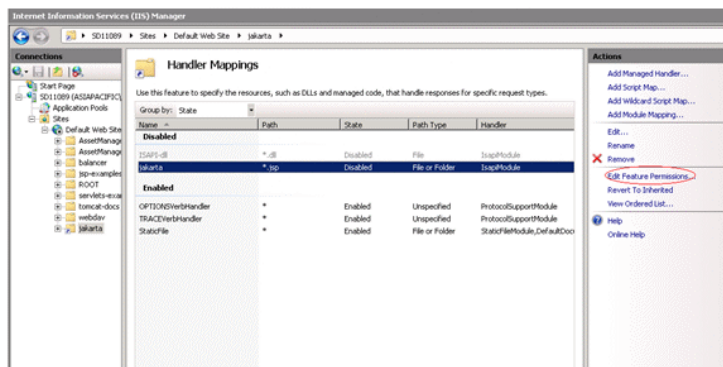 Internet Information Services (IIS) Manager
SD11089 Sites Default Web Site jakarta
Connections
Start Page
SD11089 (ASIAPACIFIC\
Application Pools
Sites
Default Web Site
AssetManage
AssetManage
balancer
jsp-examples
ROOT
servlets-exar
tomcat-docs
webdav
jakarta
Handler Mappings
Use this feature to specify the resources, such as DLLs and managed code, that handle responses for specific request types.
Group by: State
Name Path State Path Type Handler
Disabled
ISAPI-dll *.dll Disabled File IsapiModule
jakarta *.jsp Disabled File or Folder IsapiModule
Enabled
OPTIONSVerbHandler * Enabled Unspecified ProtocolSupportModule
TRACEVerbHandler * Enabled Unspecified ProtocolSupportModule
StaticFile * Enabled File or Folder StaticFileModule,DefaultDoc
Actions
Add Managed Handler...
Add Script Map...
Add Wildcard Script Map...
Add Module Mapping...
Edit...
Rename
Remove
Edit Feature Permissions...
Revert To Inherited
View Ordered List...
Help
Online Help